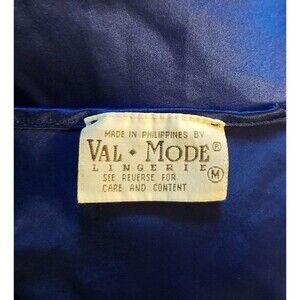 MADE IN PHILIPPINES BY
VAL • MODE®
LINGERIE
SEE REVERSE FOR M
CARE AND CONTENT